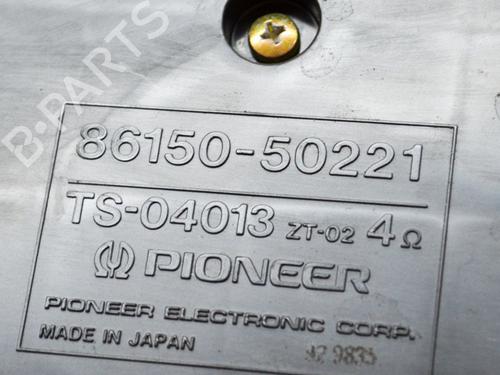 B-PARTS
86150-50221
TS-04013 ZT-02 4Ω
PIONEER
PIONEER ELECTRONIC CORP.
MADE IN JAPAN